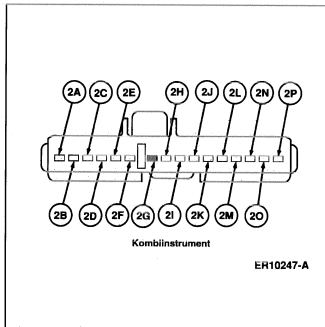 2A 2C 2E 2H 2J 2L 2N 2P
2B 2D 2F 2G 2I 2K 2M 2O
Kombiinstrument
ER10247-A